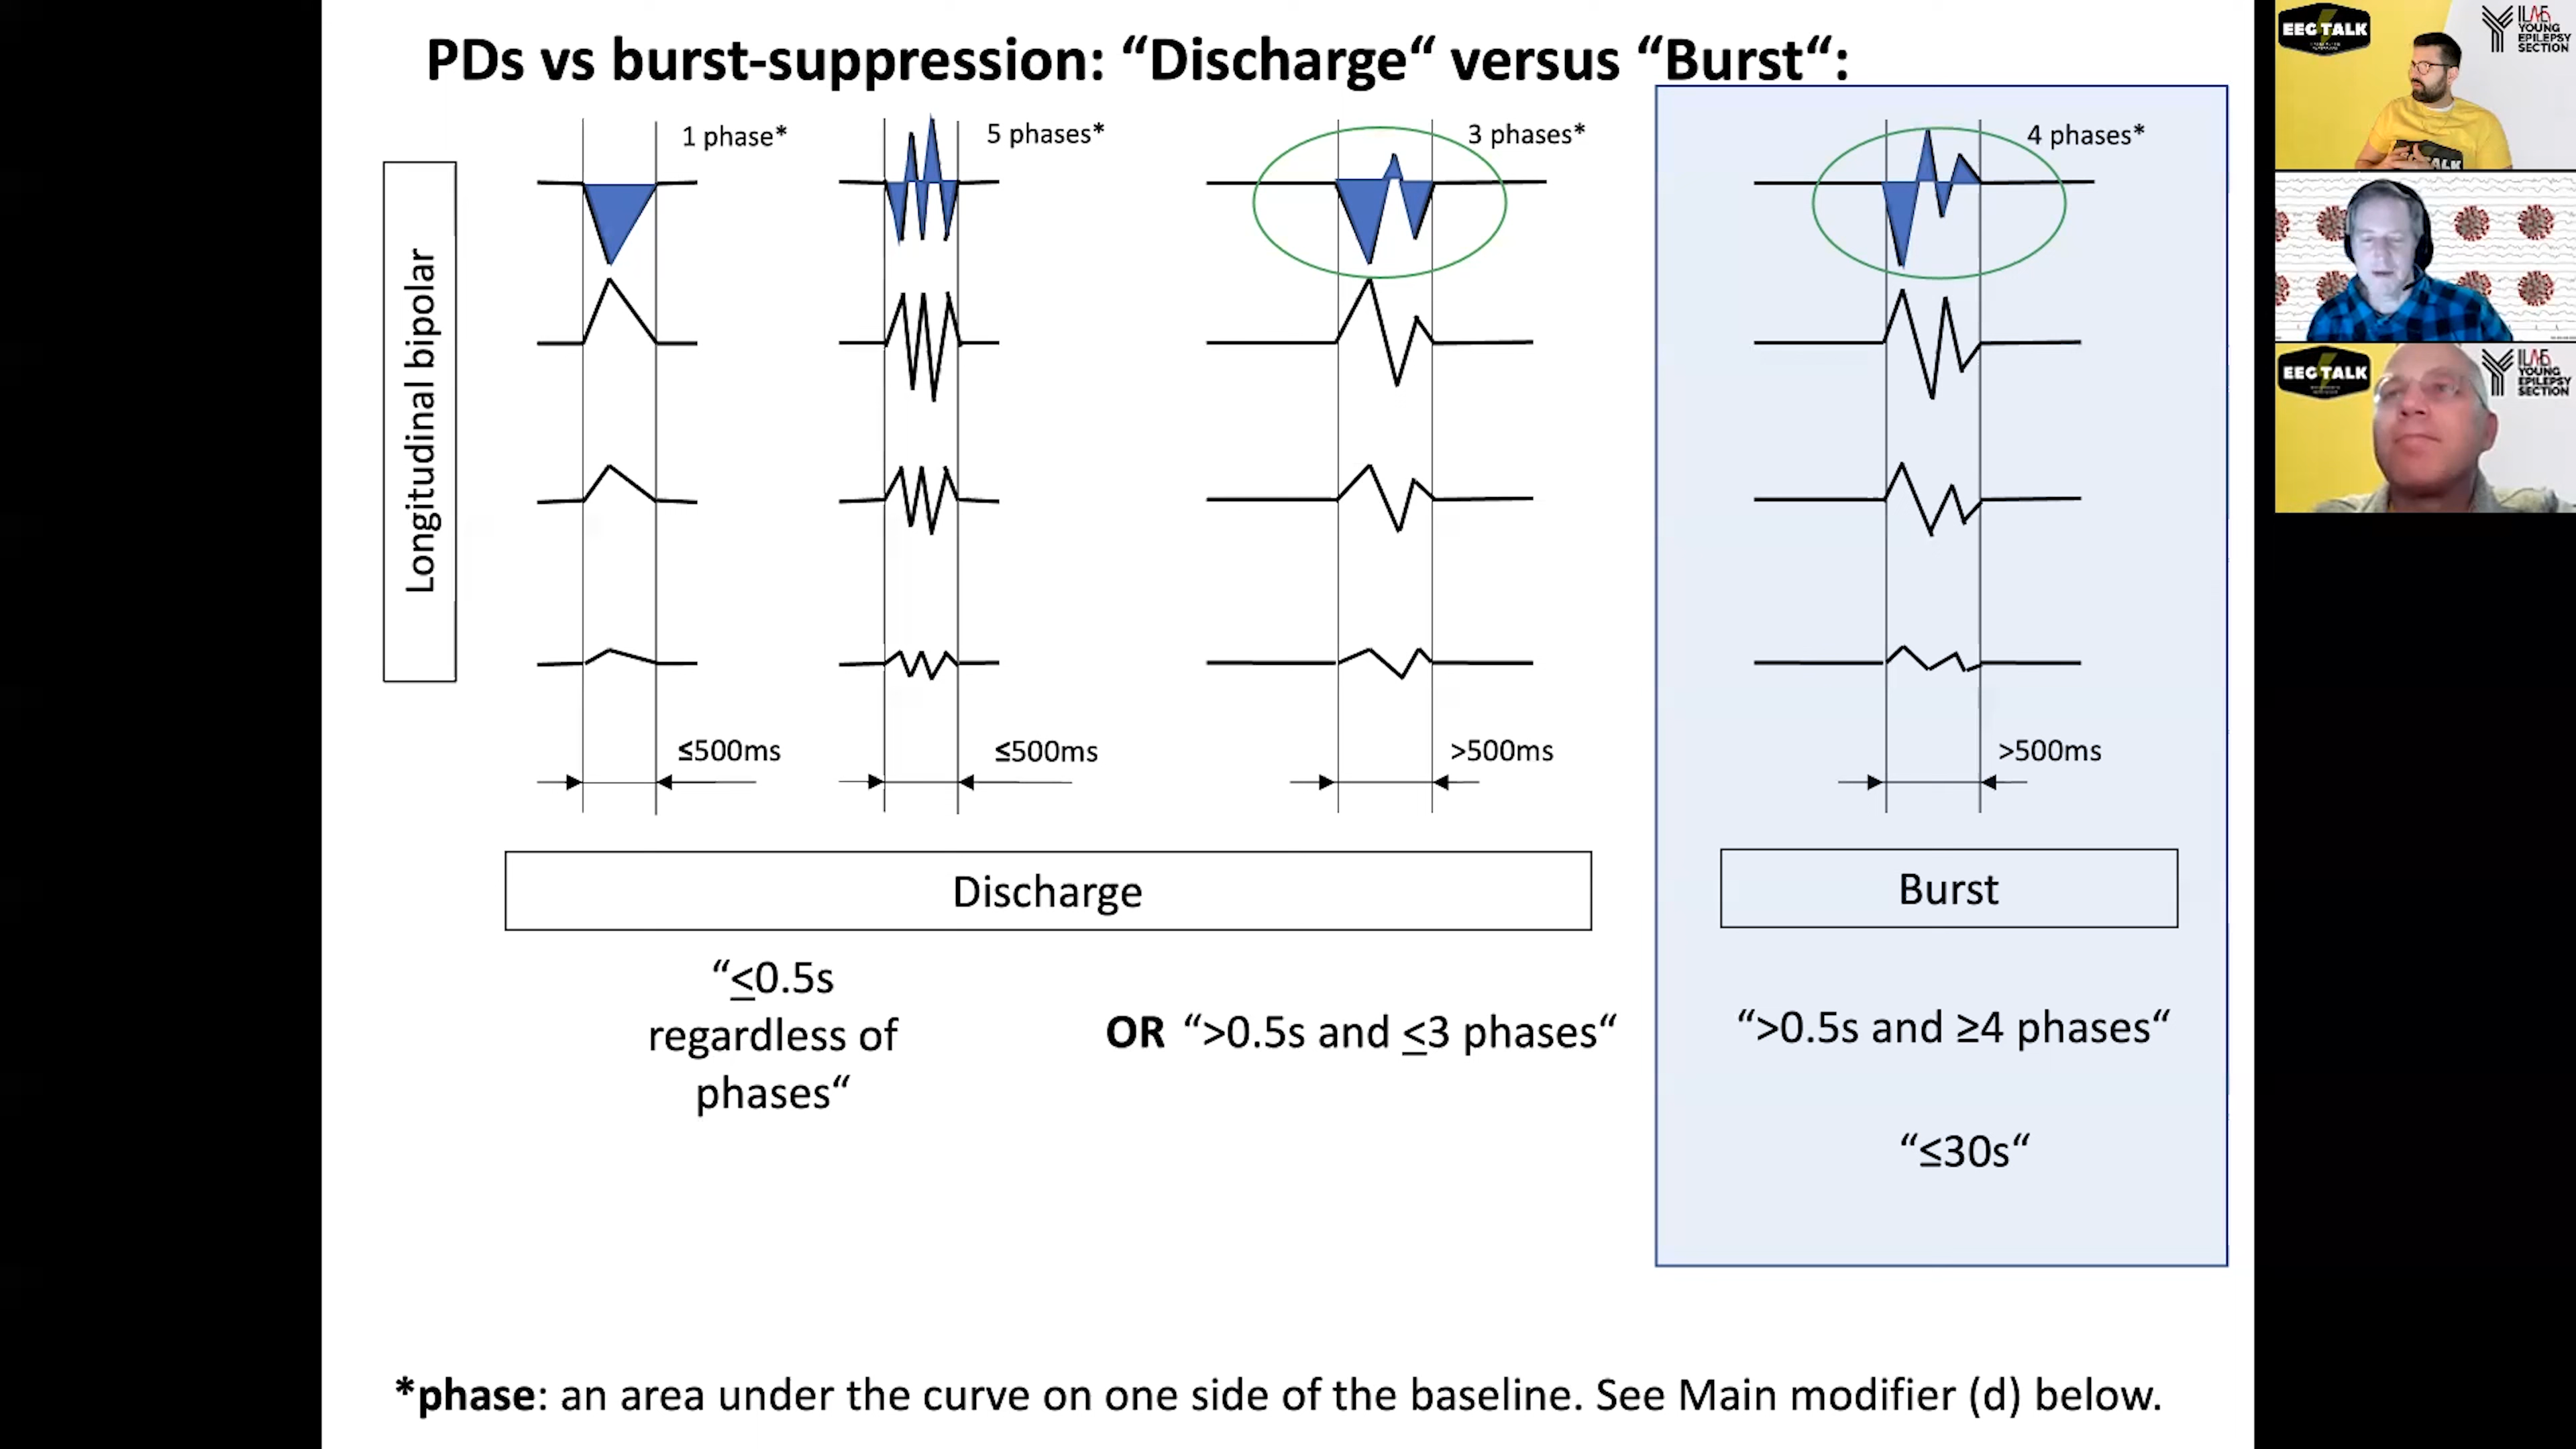 PDs vs burst-suppression: “Discharge“ versus “Burst“:
1 phase*
5 phases*
3 phases*
4 phases*
Longitudinal bipolar
≤500ms
≤500ms
>500ms
>500ms
Discharge
Burst
“≤0.5s
regardless of
phases“
OR “>0.5s and ≤3 phases“
“>0.5s and ≥4 phases“
“≤30s“
*phase: an area under the curve on one side of the baseline. See Main modifier (d) below.
EEG TALK
ILAE
YOUNG
EPILEPSY
SECTION
EEG TALK
ILAE
YOUNG
EPILEPSY
SECTION